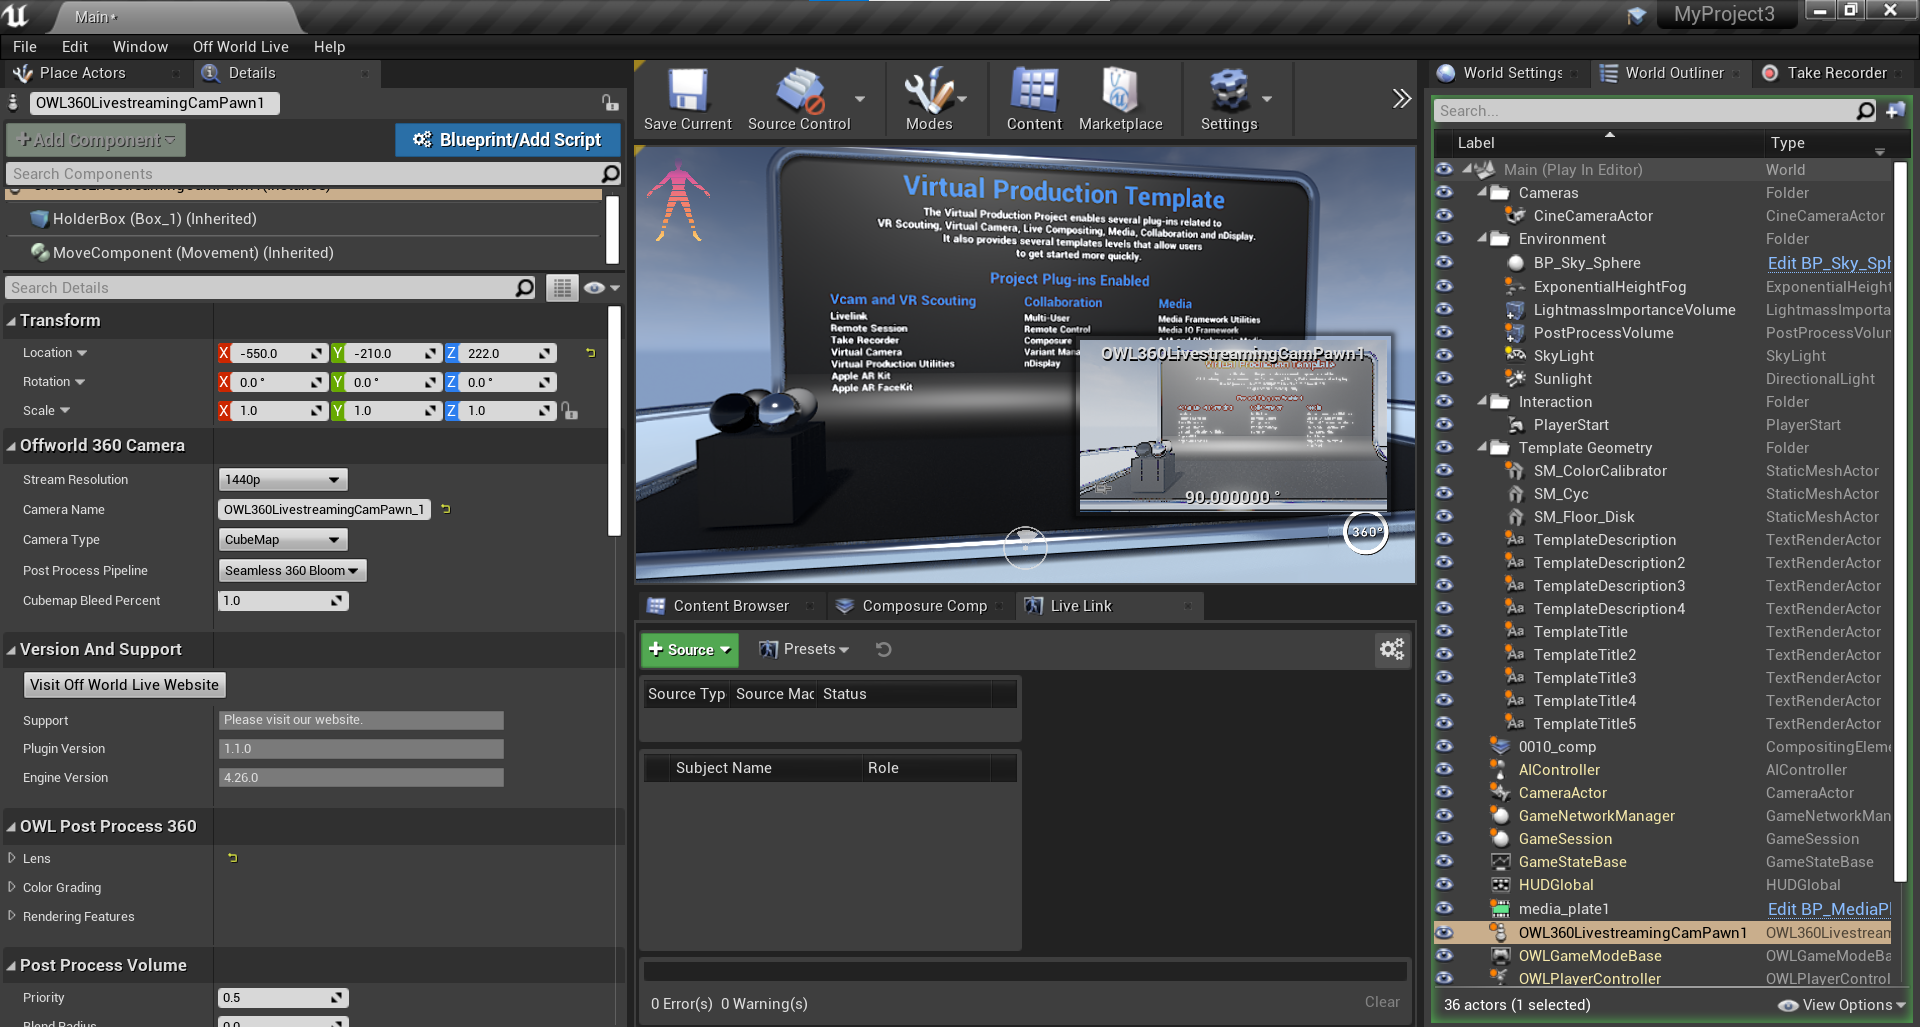 Main*
MyProject3
File Edit Window Off World Live Help
Place Actors
Details
OWL360LivestreamingCamPawn1
+Add Component
Blueprint/Add Script
Search Components
HolderBox (Box_1) (Inherited)
MoveComponent (Movement) (Inherited)
Search Details
Transform
Location X -550.0 Y -210.0 Z 222.0
Rotation X 0.0 ° Y 0.0 ° Z 0.0 °
Scale X 1.0 Y 1.0 Z 1.0
Offworld 360 Camera
Stream Resolution 1440p
Camera Name OWL360LivestreamingCamPawn_1
Camera Type CubeMap
Post Process Pipeline Seamless 360 Bloom
Cubemap Bleed Percent 1.0
Version And Support
Visit Off World Live Website
Support Please visit our website.
Plugin Version 1.1.0
Engine Version 4.26.0
OWL Post Process 360
Lens
Color Grading
Rendering Features
Post Process Volume
Priority 0.5
Blend Radius 0.0
Save Current
Source Control
Modes
Content
Marketplace
Settings
Virtual Production Template
The Virtual Production Project enables several plug-ins related to
VR Scouting, Virtual Camera, Live Compositing, Media, Collaboration and nDisplay.
It also provides several templates levels that allow users
to get started more quickly.
Project Plug-ins Enabled
Vcam and VR Scouting
Livelink
Remote Session
Take Recorder
Virtual Camera
Virtual Production Utilities
Apple AR Kit
Apple AR FaceKit
Collaboration
Multi-User
Remote Control
Composure
Variant Mana
nDisplay
Media
Media Framework Utilities
Media IO Framework
OWL360LivestreamingCamPawn1
Virtual Production Template
90.000000 °
360°
Content Browser
Composure Comp
Live Link
+ Source
Presets
Source Typ Source Mac Status
Subject Name Role
0 Error(s) 0 Warning(s)
Clear
World Settings
World Outliner
Take Recorder
Search...
Label Type
Main (Play In Editor) World
Cameras Folder
CineCameraActor CineCameraActor
Environment Folder
BP_Sky_Sphere Edit BP_Sky_Sph
ExponentialHeightFog ExponentialHeight
LightmassImportanceVolume LightmassImporta
PostProcessVolume PostProcessVolun
SkyLight SkyLight
Sunlight DirectionalLight
Interaction Folder
PlayerStart PlayerStart
Template Geometry Folder
SM_ColorCalibrator StaticMeshActor
SM_Cyc StaticMeshActor
SM_Floor_Disk StaticMeshActor
TemplateDescription TextRenderActor
TemplateDescription2 TextRenderActor
TemplateDescription3 TextRenderActor
TemplateDescription4 TextRenderActor
TemplateTitle TextRenderActor
TemplateTitle2 TextRenderActor
TemplateTitle3 TextRenderActor
TemplateTitle4 TextRenderActor
TemplateTitle5 TextRenderActor
0010_comp CompositingEleme
AIController AIController
CameraActor CameraActor
GameNetworkManager GameNetworkMan
GameSession GameSession
GameStateBase GameStateBase
HUDGlobal HUDGlobal
media_plate1 Edit BP_MediaPl
OWL360LivestreamingCamPawn1 OWL360Livestream
OWLGameModeBase OWLGameModeBa
OWLPlayerController OWLPlayerControl
36 actors (1 selected)
View Options